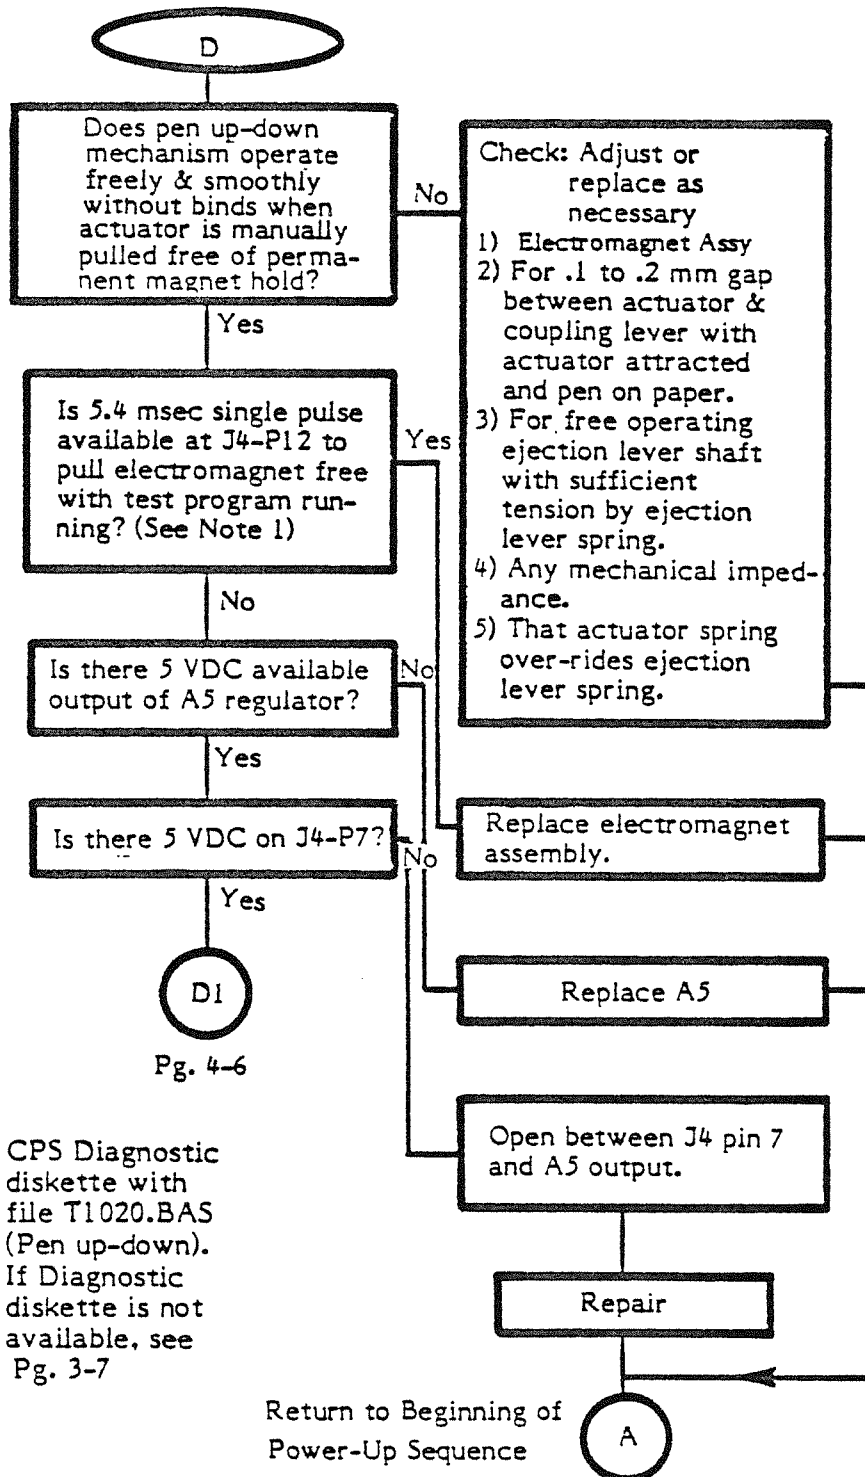 D
Does pen up-down
mechanism operate
freely & smoothly
without binds when
actuator is manually
pulled free of perma-
nent magnet hold?
No
Yes
Check: Adjust or
replace as
necessary
1) Electromagnet Assy
2) For .1 to .2 mm gap
between actuator &
coupling lever with
actuator attracted
and pen on paper.
3) For free operating
ejection lever shaft
with sufficient
tension by ejection
lever spring.
4) Any mechanical imped-
ance.
5) That actuator spring
over-rides ejection
lever spring.
Is 5.4 msec single pulse
available at J4-P12 to
pull electromagnet free
with test program run-
ning? (See Note 1)
Yes
No
Is there 5 VDC available
output of A5 regulator?
No
Yes
Is there 5 VDC on J4-P7?
No
Yes
Replace electromagnet
assembly.
D1
Pg. 4-6
Replace A5
Open between J4 pin 7
and A5 output.
Repair
CPS Diagnostic
diskette with
file T1020.BAS
(Pen up-down).
If Diagnostic
diskette is not
available, see
Pg. 3-7
Return to Beginning of
Power-Up Sequence
A